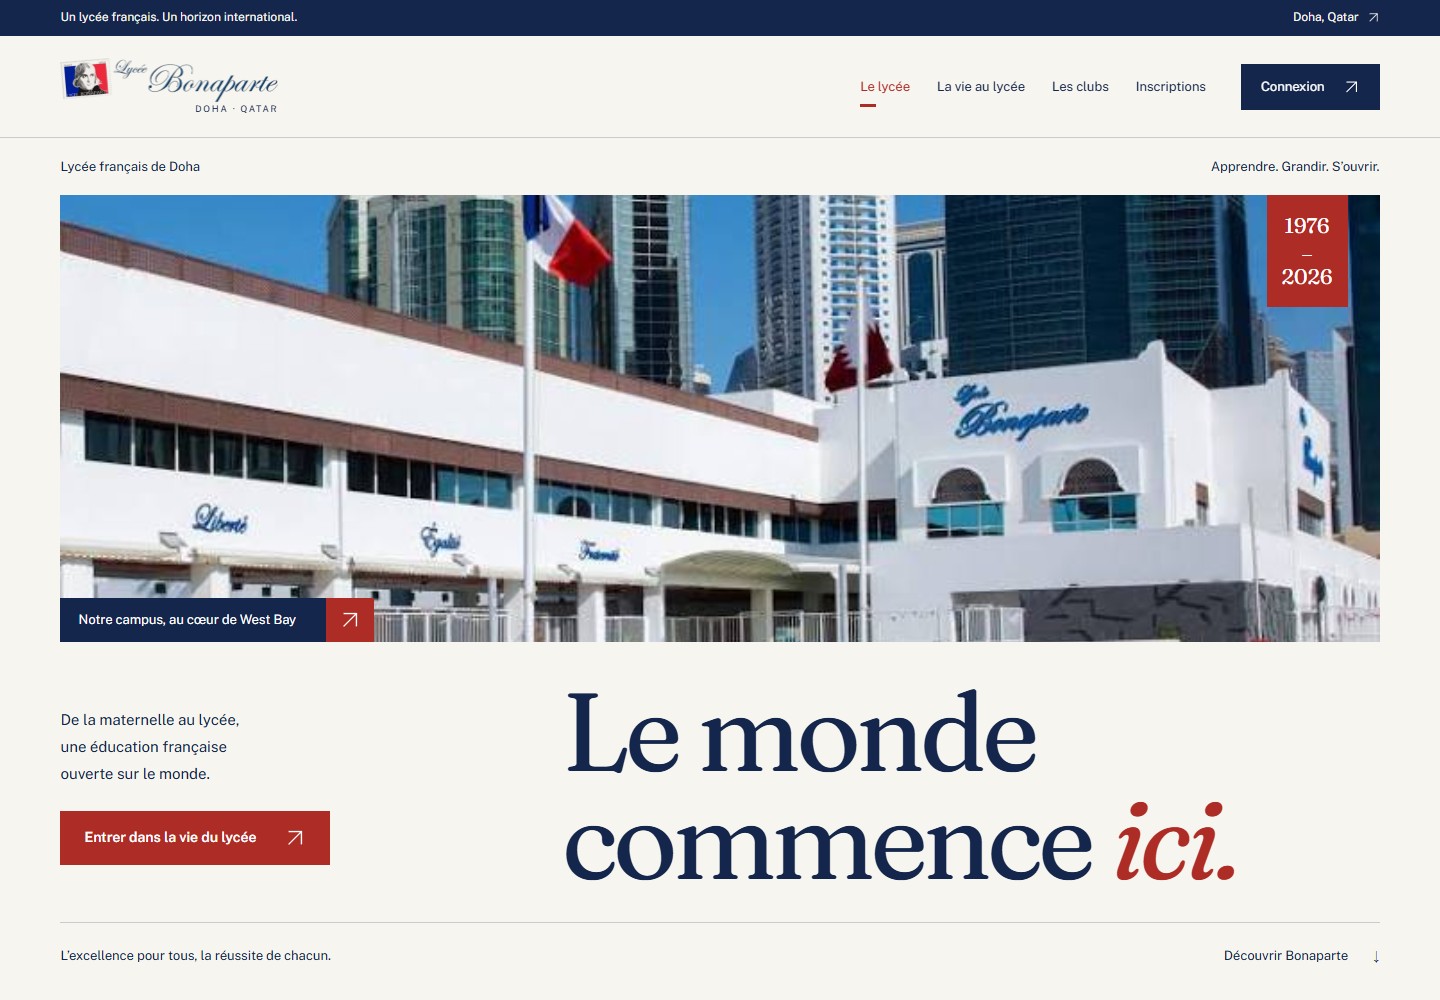 Un lycée français. Un horizon international.
Doha, Qatar
Lycée
Bonaparte
DOHA · QATAR
Le lycée
La vie au lycée
Les clubs
Inscriptions
Connexion
Lycée français de Doha
Apprendre. Grandir. S’ouvrir.
1976
–
2026
Lycée
Bonaparte
Liberté
Égalité
Fraternité
Notre campus, au cœur de West Bay
De la maternelle au lycée,
une éducation française
ouverte sur le monde.
Entrer dans la vie du lycée
Le monde
commence ici.
L’excellence pour tous, la réussite de chacun.
Découvrir Bonaparte